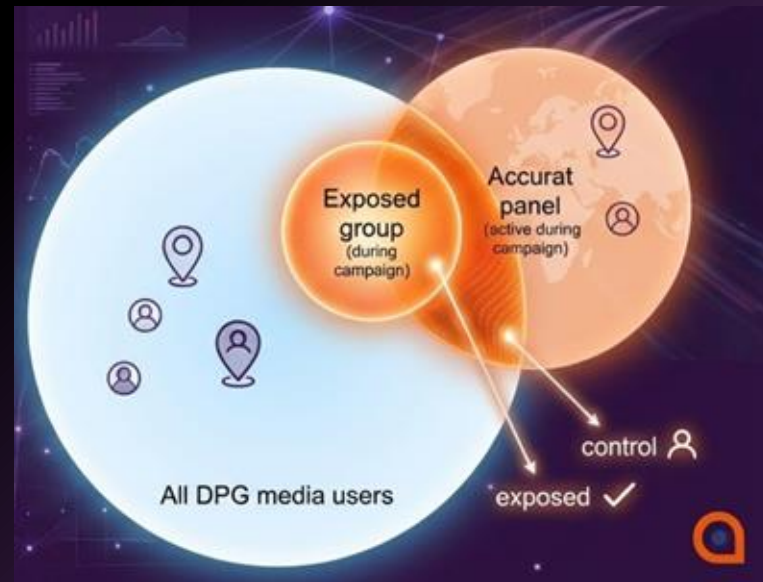 Exposed
group
(during
campaign)
Accurat
panel
(active during
campaign)
control
exposed
All DPG media users